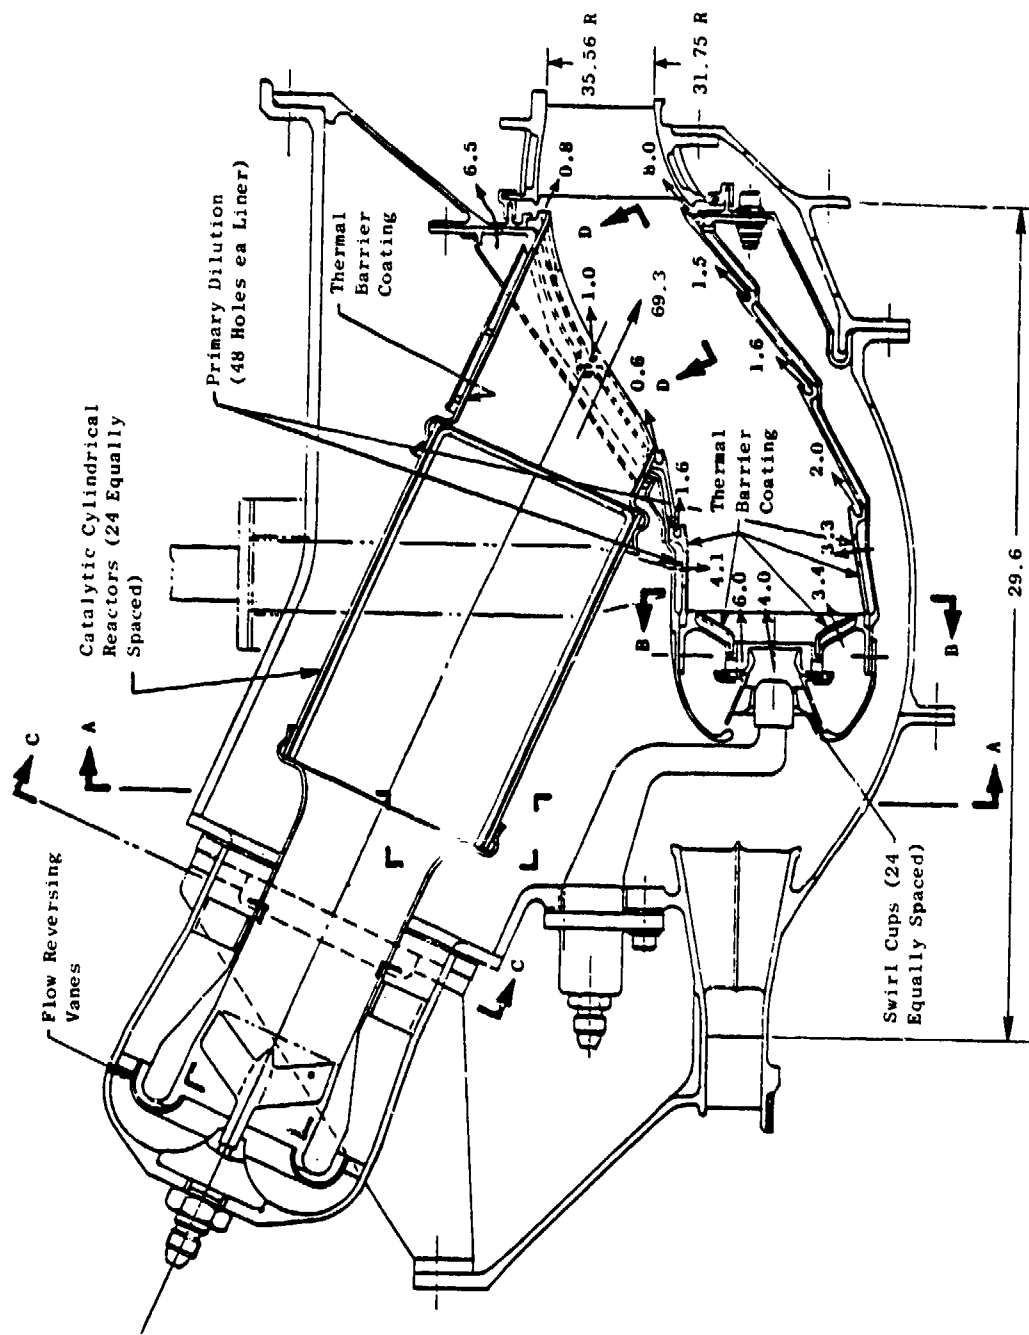 35.56 R
31.75 R
6.5
0.8
8.0
Primary Dilution
(48 Holes ea Liner)
Thermal
Barrier
Coating
D
1.0
69.3
1.5
1.6
0.6
D
Catalytic Cylindrical
Reactors (24 Equally
Spaced)
1.6
Thermal
Barrier
Coating
2.0
4.1
6.0
4.0
3.4
3.3
B
B
29.6
C
A
A
C
Flow Reversing
Vanes
Swirl Cups (24
Equally Spaced)